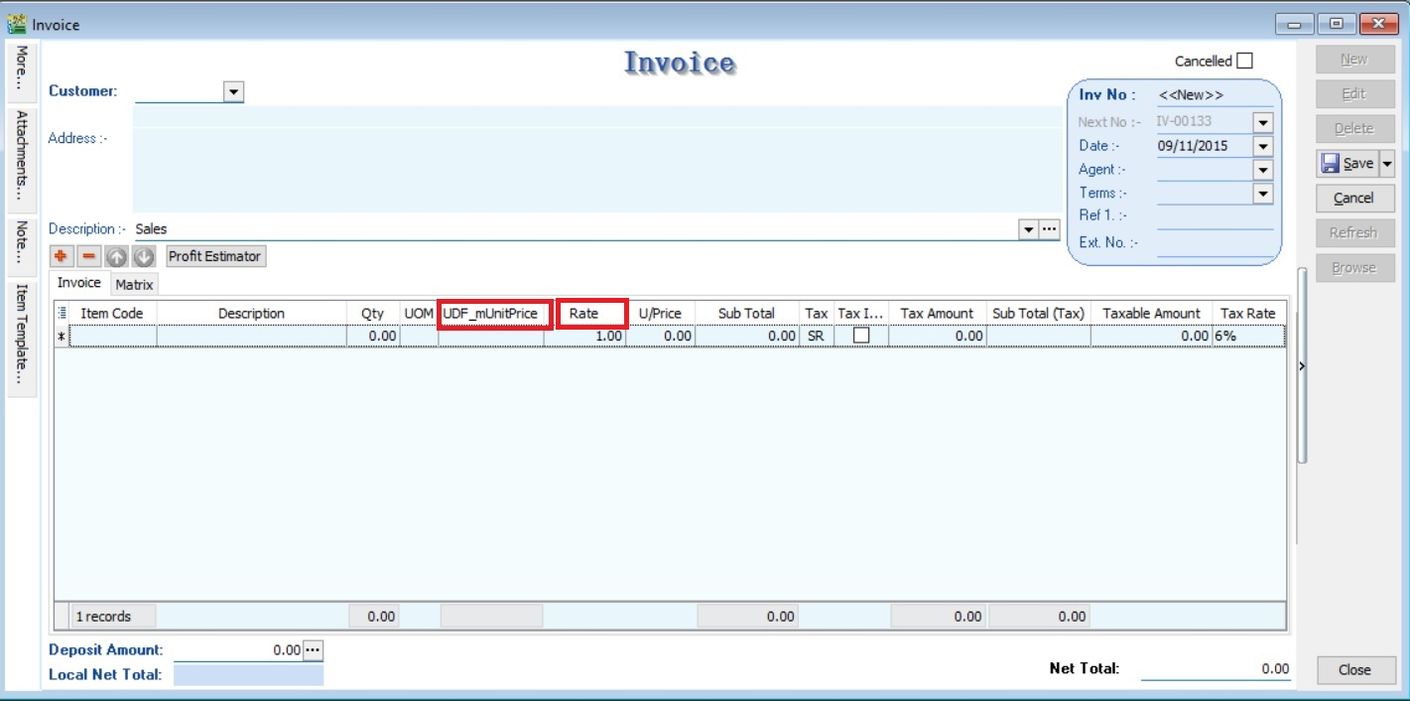 Invoice
More...
Attachments...
Note...
Item Template...
Invoice
Cancelled
Customer:
Address :-
Inv No : <<New>>
Next No :- IV-00133
Date :- 09/11/2015
Agent :-
Terms :-
Ref 1. :-
Ext. No. :-
Description :- Sales
Profit Estimator
Invoice Matrix
Item Code Description Qty UOM UDF_mUnitPrice Rate U/Price Sub Total Tax Tax I... Tax Amount Sub Total (Tax) Taxable Amount Tax Rate
* 0.00 1.00 0.00 0.00 SR 0.00 0.00 6%
1 records 0.00 0.00 0.00 0.00
Deposit Amount: 0.00
Local Net Total:
Net Total: 0.00
New
Edit
Delete
Save
Cancel
Refresh
Browse
Close